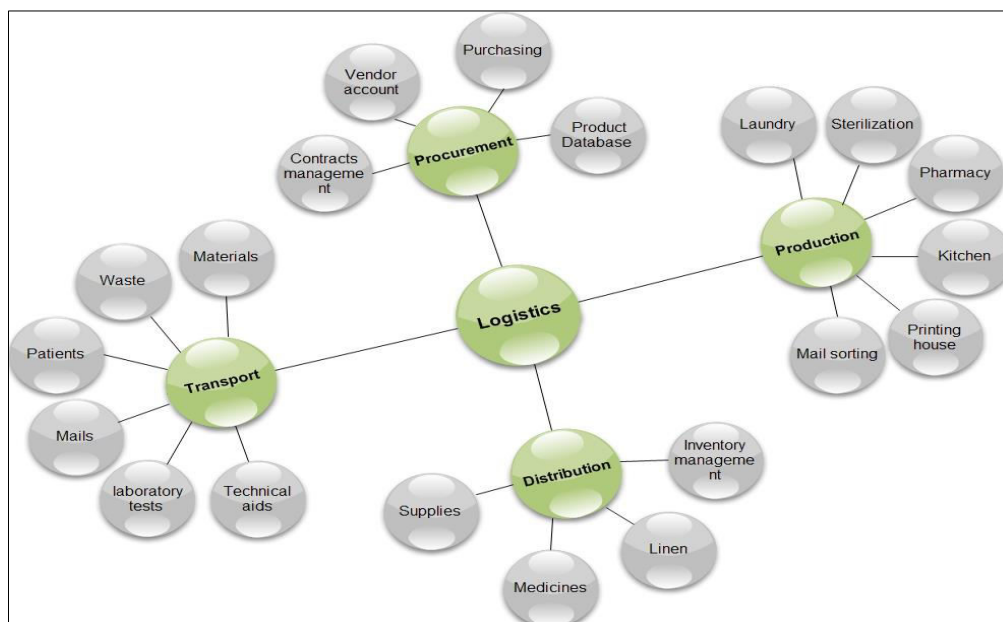 Purchasing
Vendor
account
Procurement
Product
Database
Contracts
manageme
nt
Laundry
Sterilization
Pharmacy
Production
Kitchen
Printing
house
Mail sorting
Logistics
Materials
Waste
Patients
Transport
Mails
laboratory
tests
Technical
aids
Distribution
Inventory
manageme
nt
Supplies
Linen
Medicines